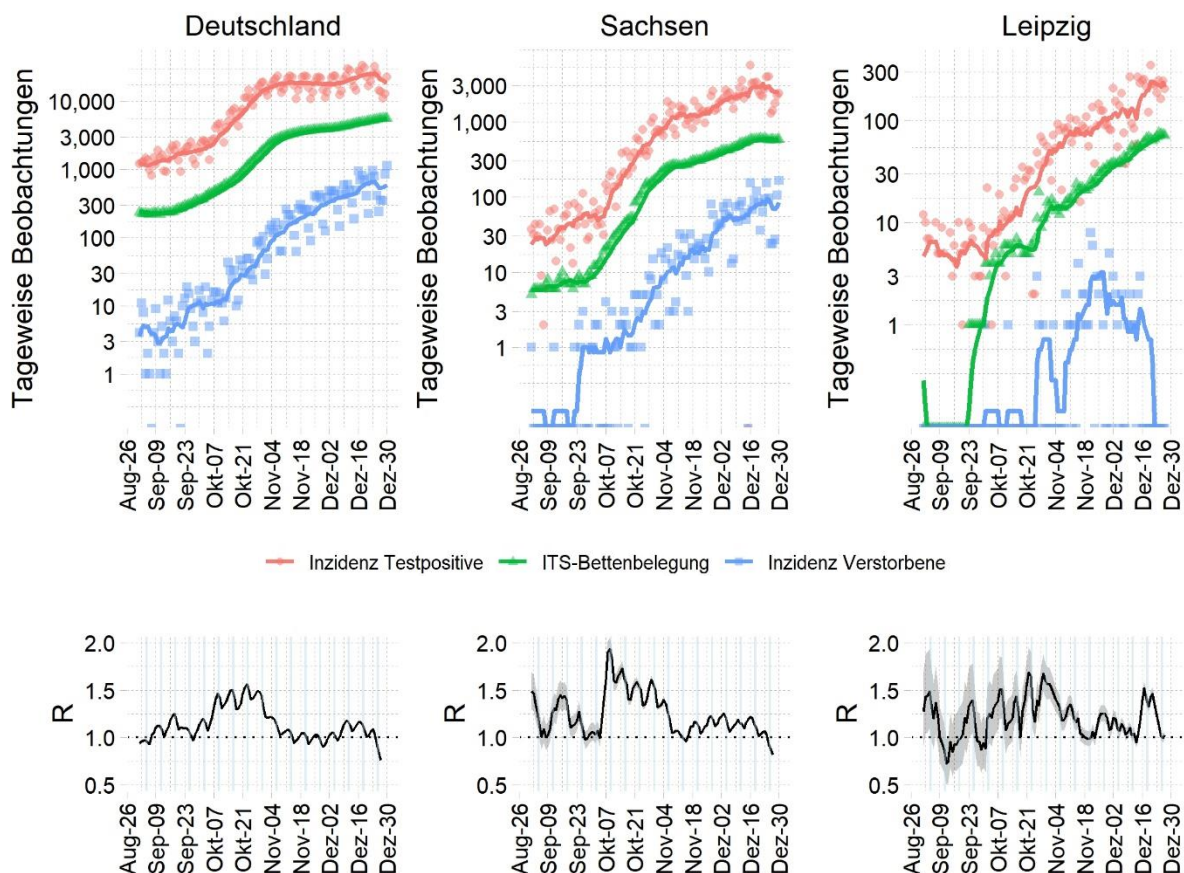 Deutschland
Sachsen
Leipzig
Tageweise Beobachtungen
10,000
3,000
1,000
300
100
30
10
3
1
Aug-26
Sep-09
Sep-23
Okt-07
Okt-21
Nov-04
Nov-18
Dez-02
Dez-16
Dez-30
Tageweise Beobachtungen
3,000
1,000
300
100
30
10
3
1
Aug-26
Sep-09
Sep-23
Okt-07
Okt-21
Nov-04
Nov-18
Dez-02
Dez-16
Dez-30
Tageweise Beobachtungen
300
100
30
10
3
1
Aug-26
Sep-09
Sep-23
Okt-07
Okt-21
Nov-04
Nov-18
Dez-02
Dez-16
Dez-30
Inzidenz Testpositive
ITS-Bettenbelegung
Inzidenz Verstorbene
R
2.0
1.5
1.0
0.5
Aug-26
Sep-09
Sep-23
Okt-07
Okt-21
Nov-04
Nov-18
Dez-02
Dez-16
Dez-30
R
2.0
1.5
1.0
0.5
Aug-26
Sep-09
Sep-23
Okt-07
Okt-21
Nov-04
Nov-18
Dez-02
Dez-16
Dez-30
R
2.0
1.5
1.0
0.5
Aug-26
Sep-09
Sep-23
Okt-07
Okt-21
Nov-04
Nov-18
Dez-02
Dez-16
Dez-30